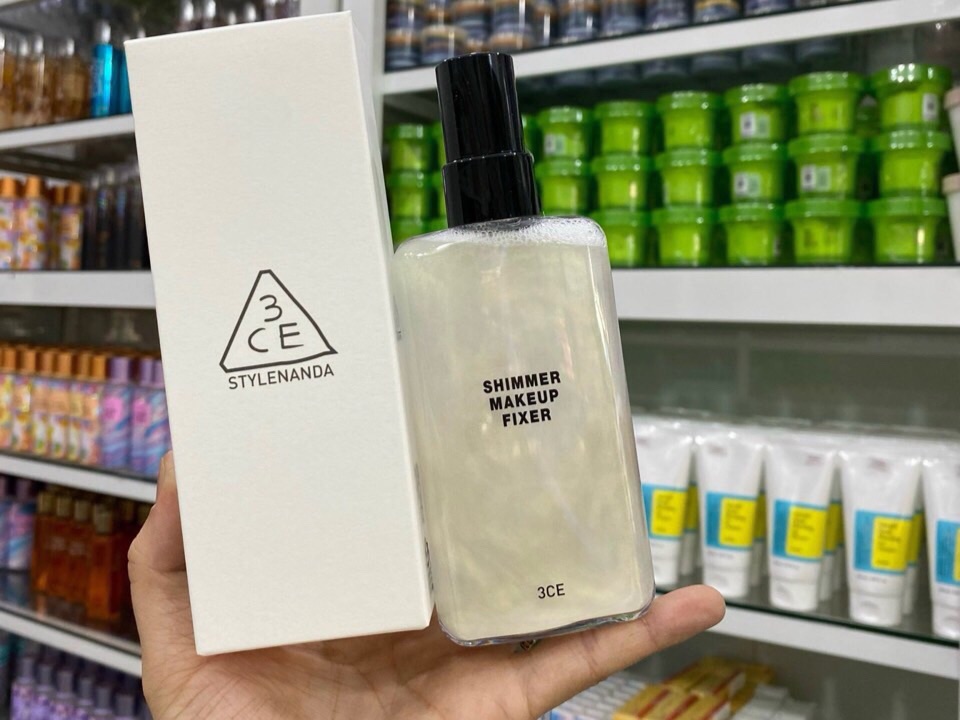 3
CE
STYLENANDA
SHIMMER
MAKEUP
FIXER
3CE